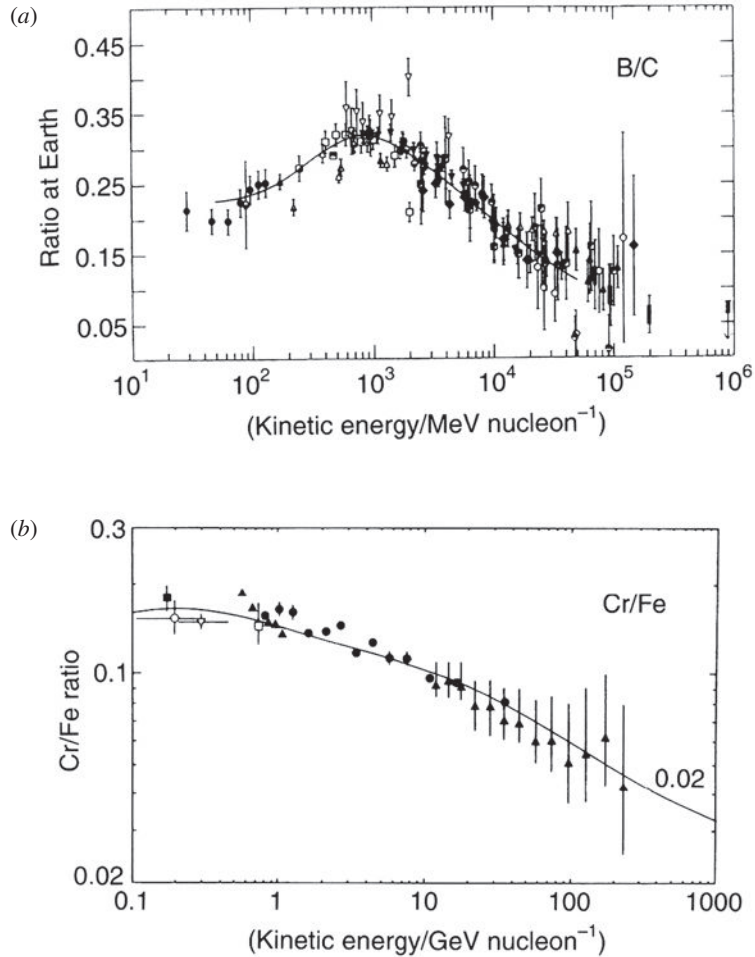 (a)
B/C
Ratio at Earth
0.45
0.35
0.25
0.15
0.05
10¹ 10² 10³ 10⁴ 10⁵ 10⁶
(Kinetic energy/MeV nucleon⁻¹)
(b)
Cr/Fe
Cr/Fe ratio
0.3
0.1
0.02
0.02
0.1 1 10 100 1000
(Kinetic energy/GeV nucleon⁻¹)